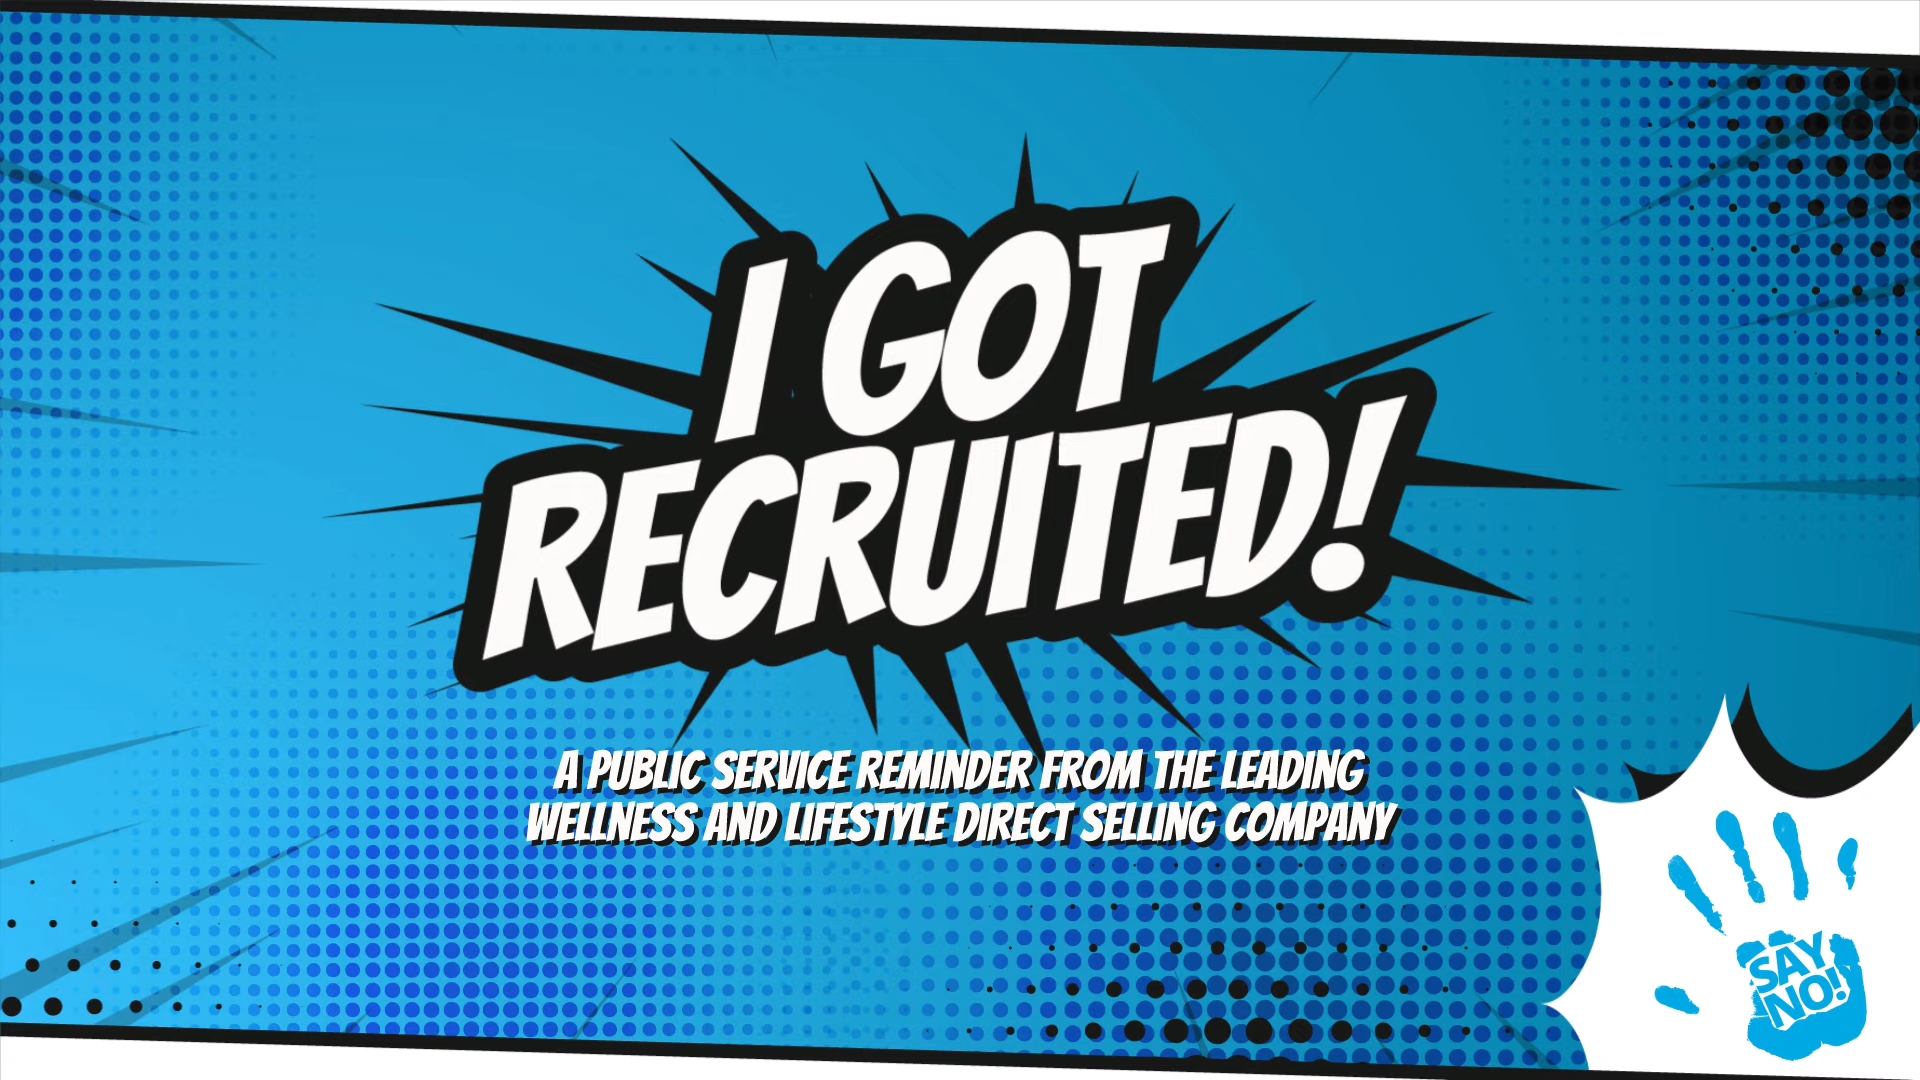 I GOT
RECRUITED!
A PUBLIC SERVICE REMINDER FROM THE LEADING
WELLNESS AND LIFESTYLE DIRECT SELLING COMPANY
SAY
NO!